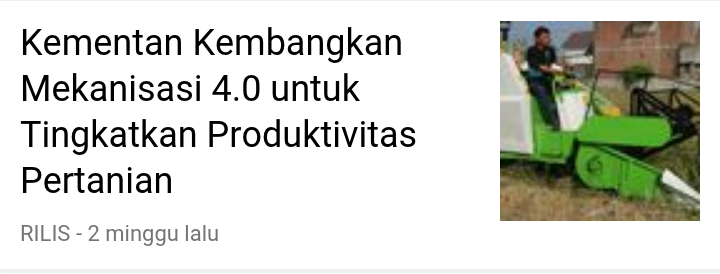 Kementan Kembangkan
Mekanisasi 4.0 untuk
Tingkatkan Produktivitas
Pertanian
RILIS - 2 minggu lalu